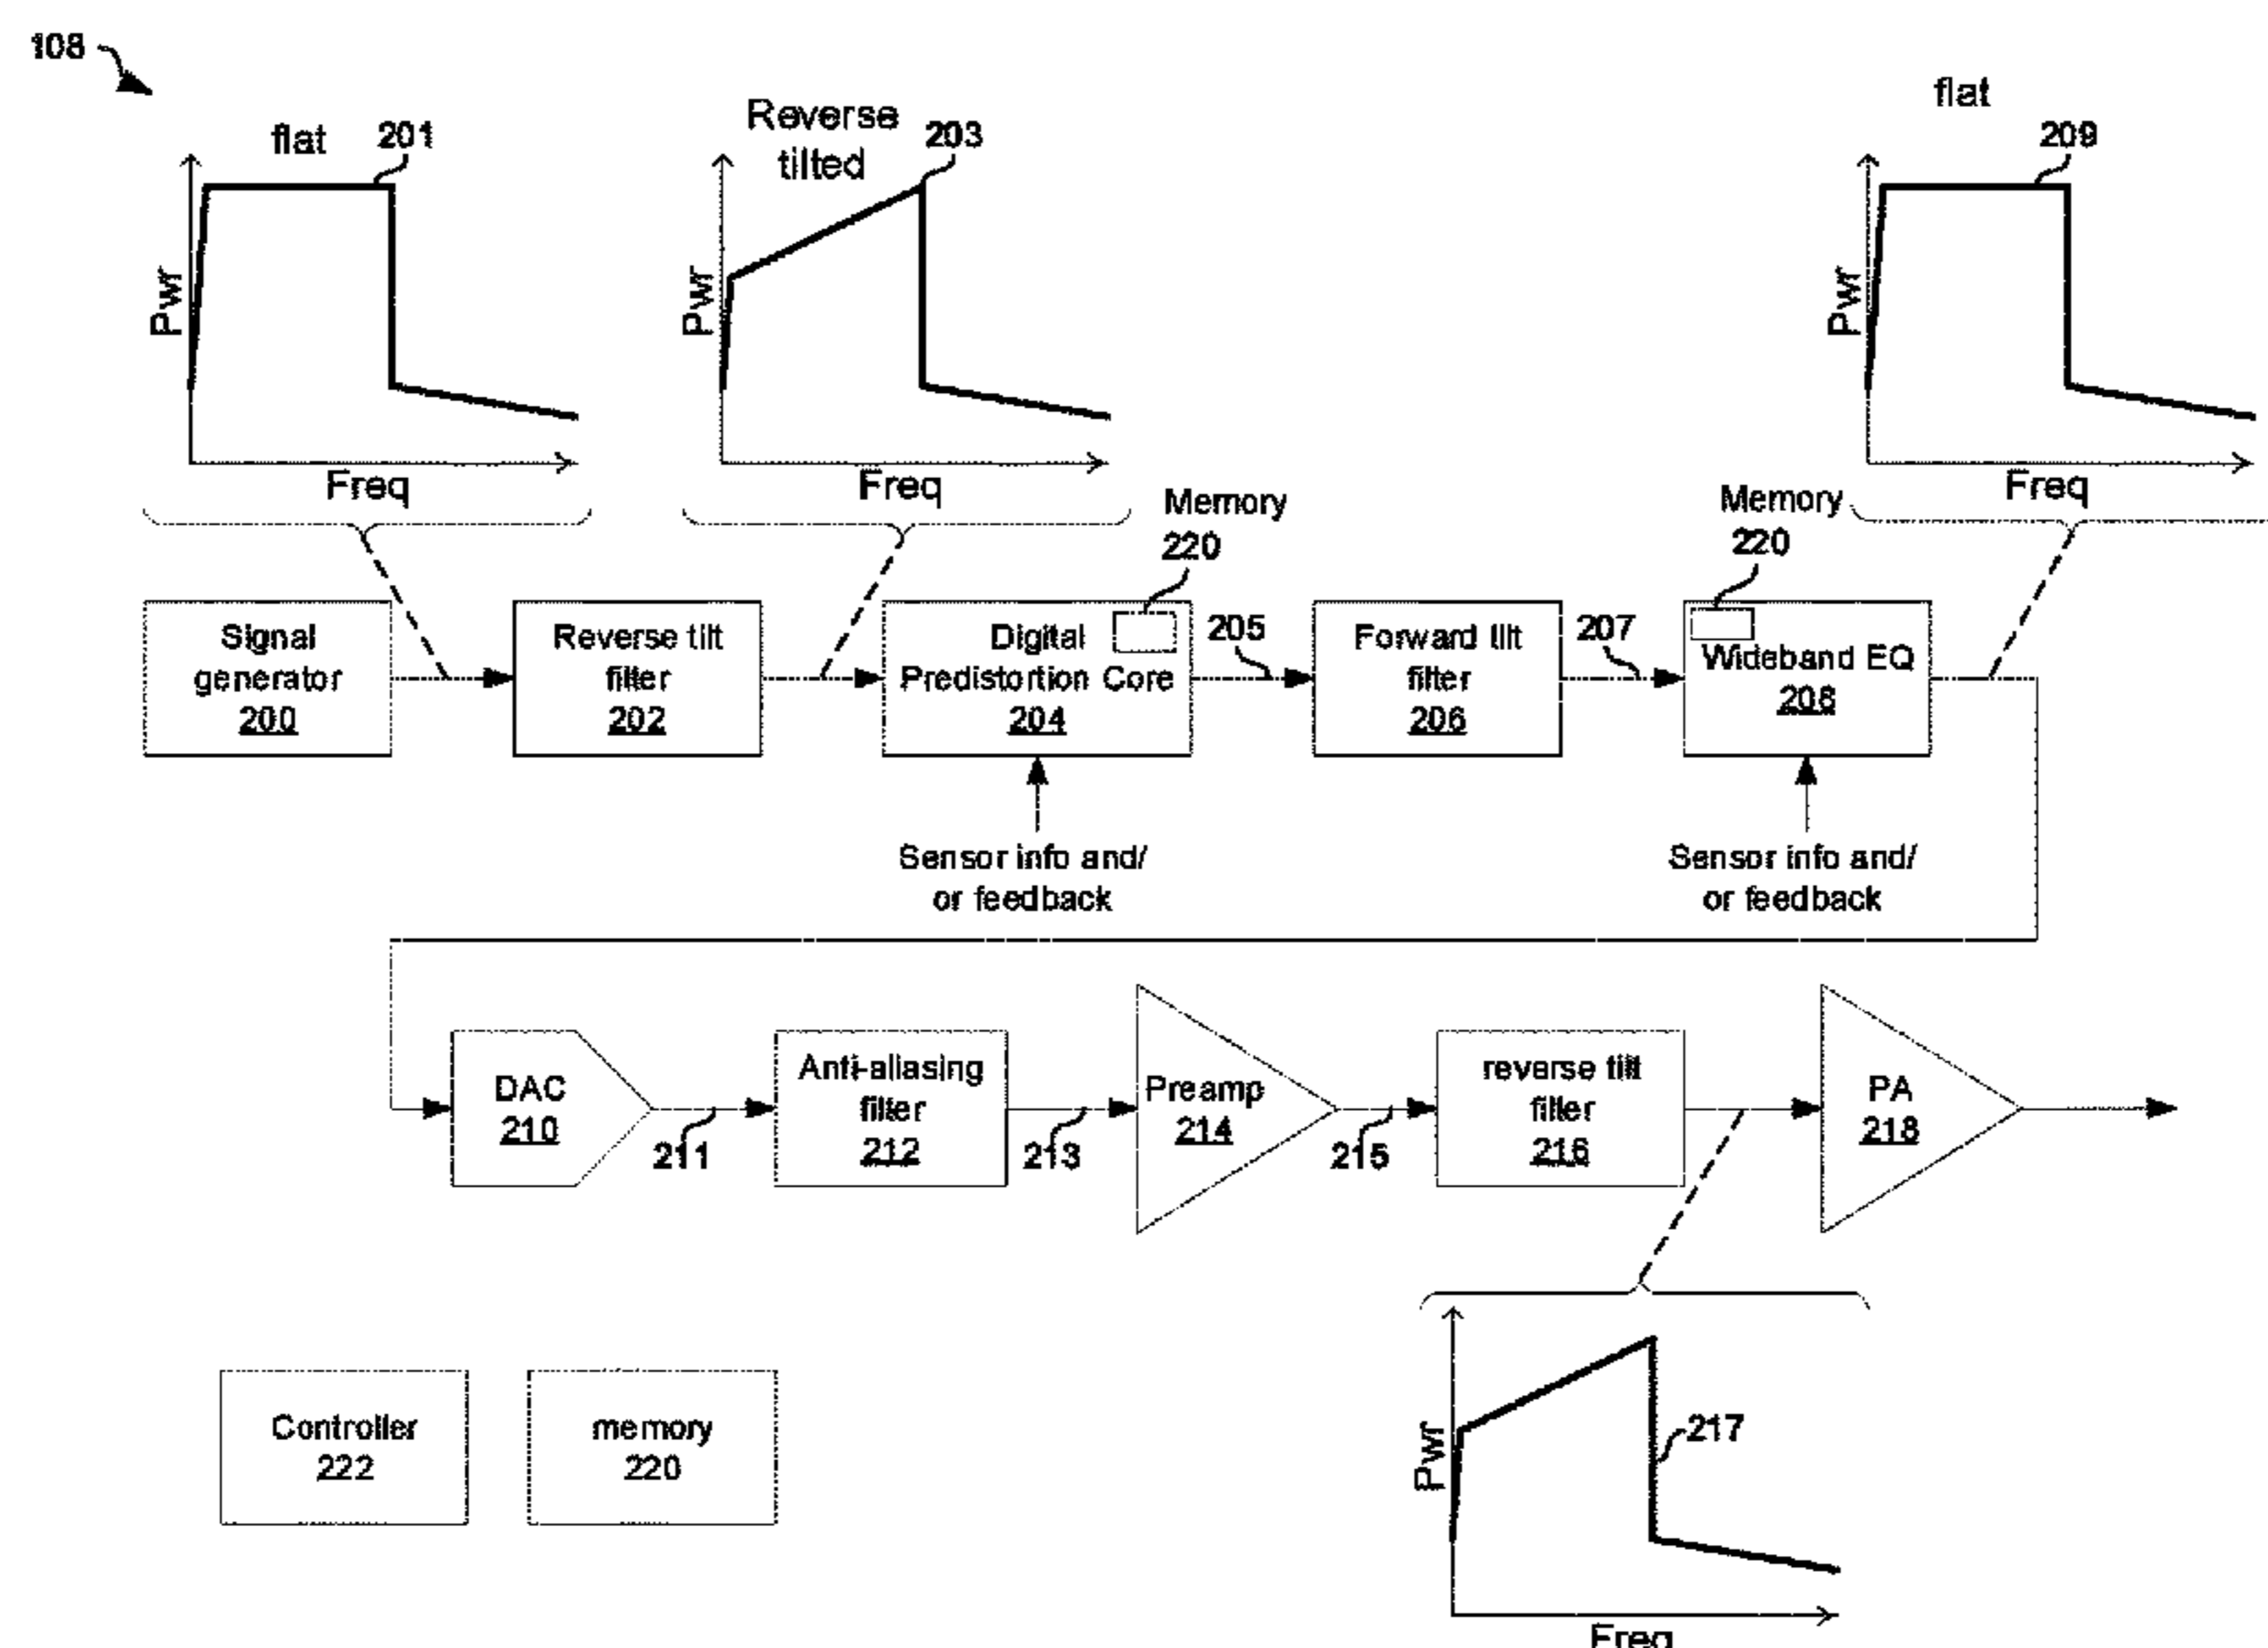 108
flat
201
Reverse
tilted
203
flat
209
Pwr
Freq
Pwr
Freq
Pwr
Freq
Memory
220
Memory
220
Signal
generator
200
Reverse tilt
filter
202
Digital
Predistortion Core
204
205
Forward tilt
filter
206
207
Wideband EQ
208
Sensor info and/
or feedback
Sensor info and/
or feedback
DAC
210
211
Anti-aliasing
filter
212
213
Preamp
214
215
reverse tilt
filter
216
PA
218
Controller
222
memory
220
Pwr
217
Freq